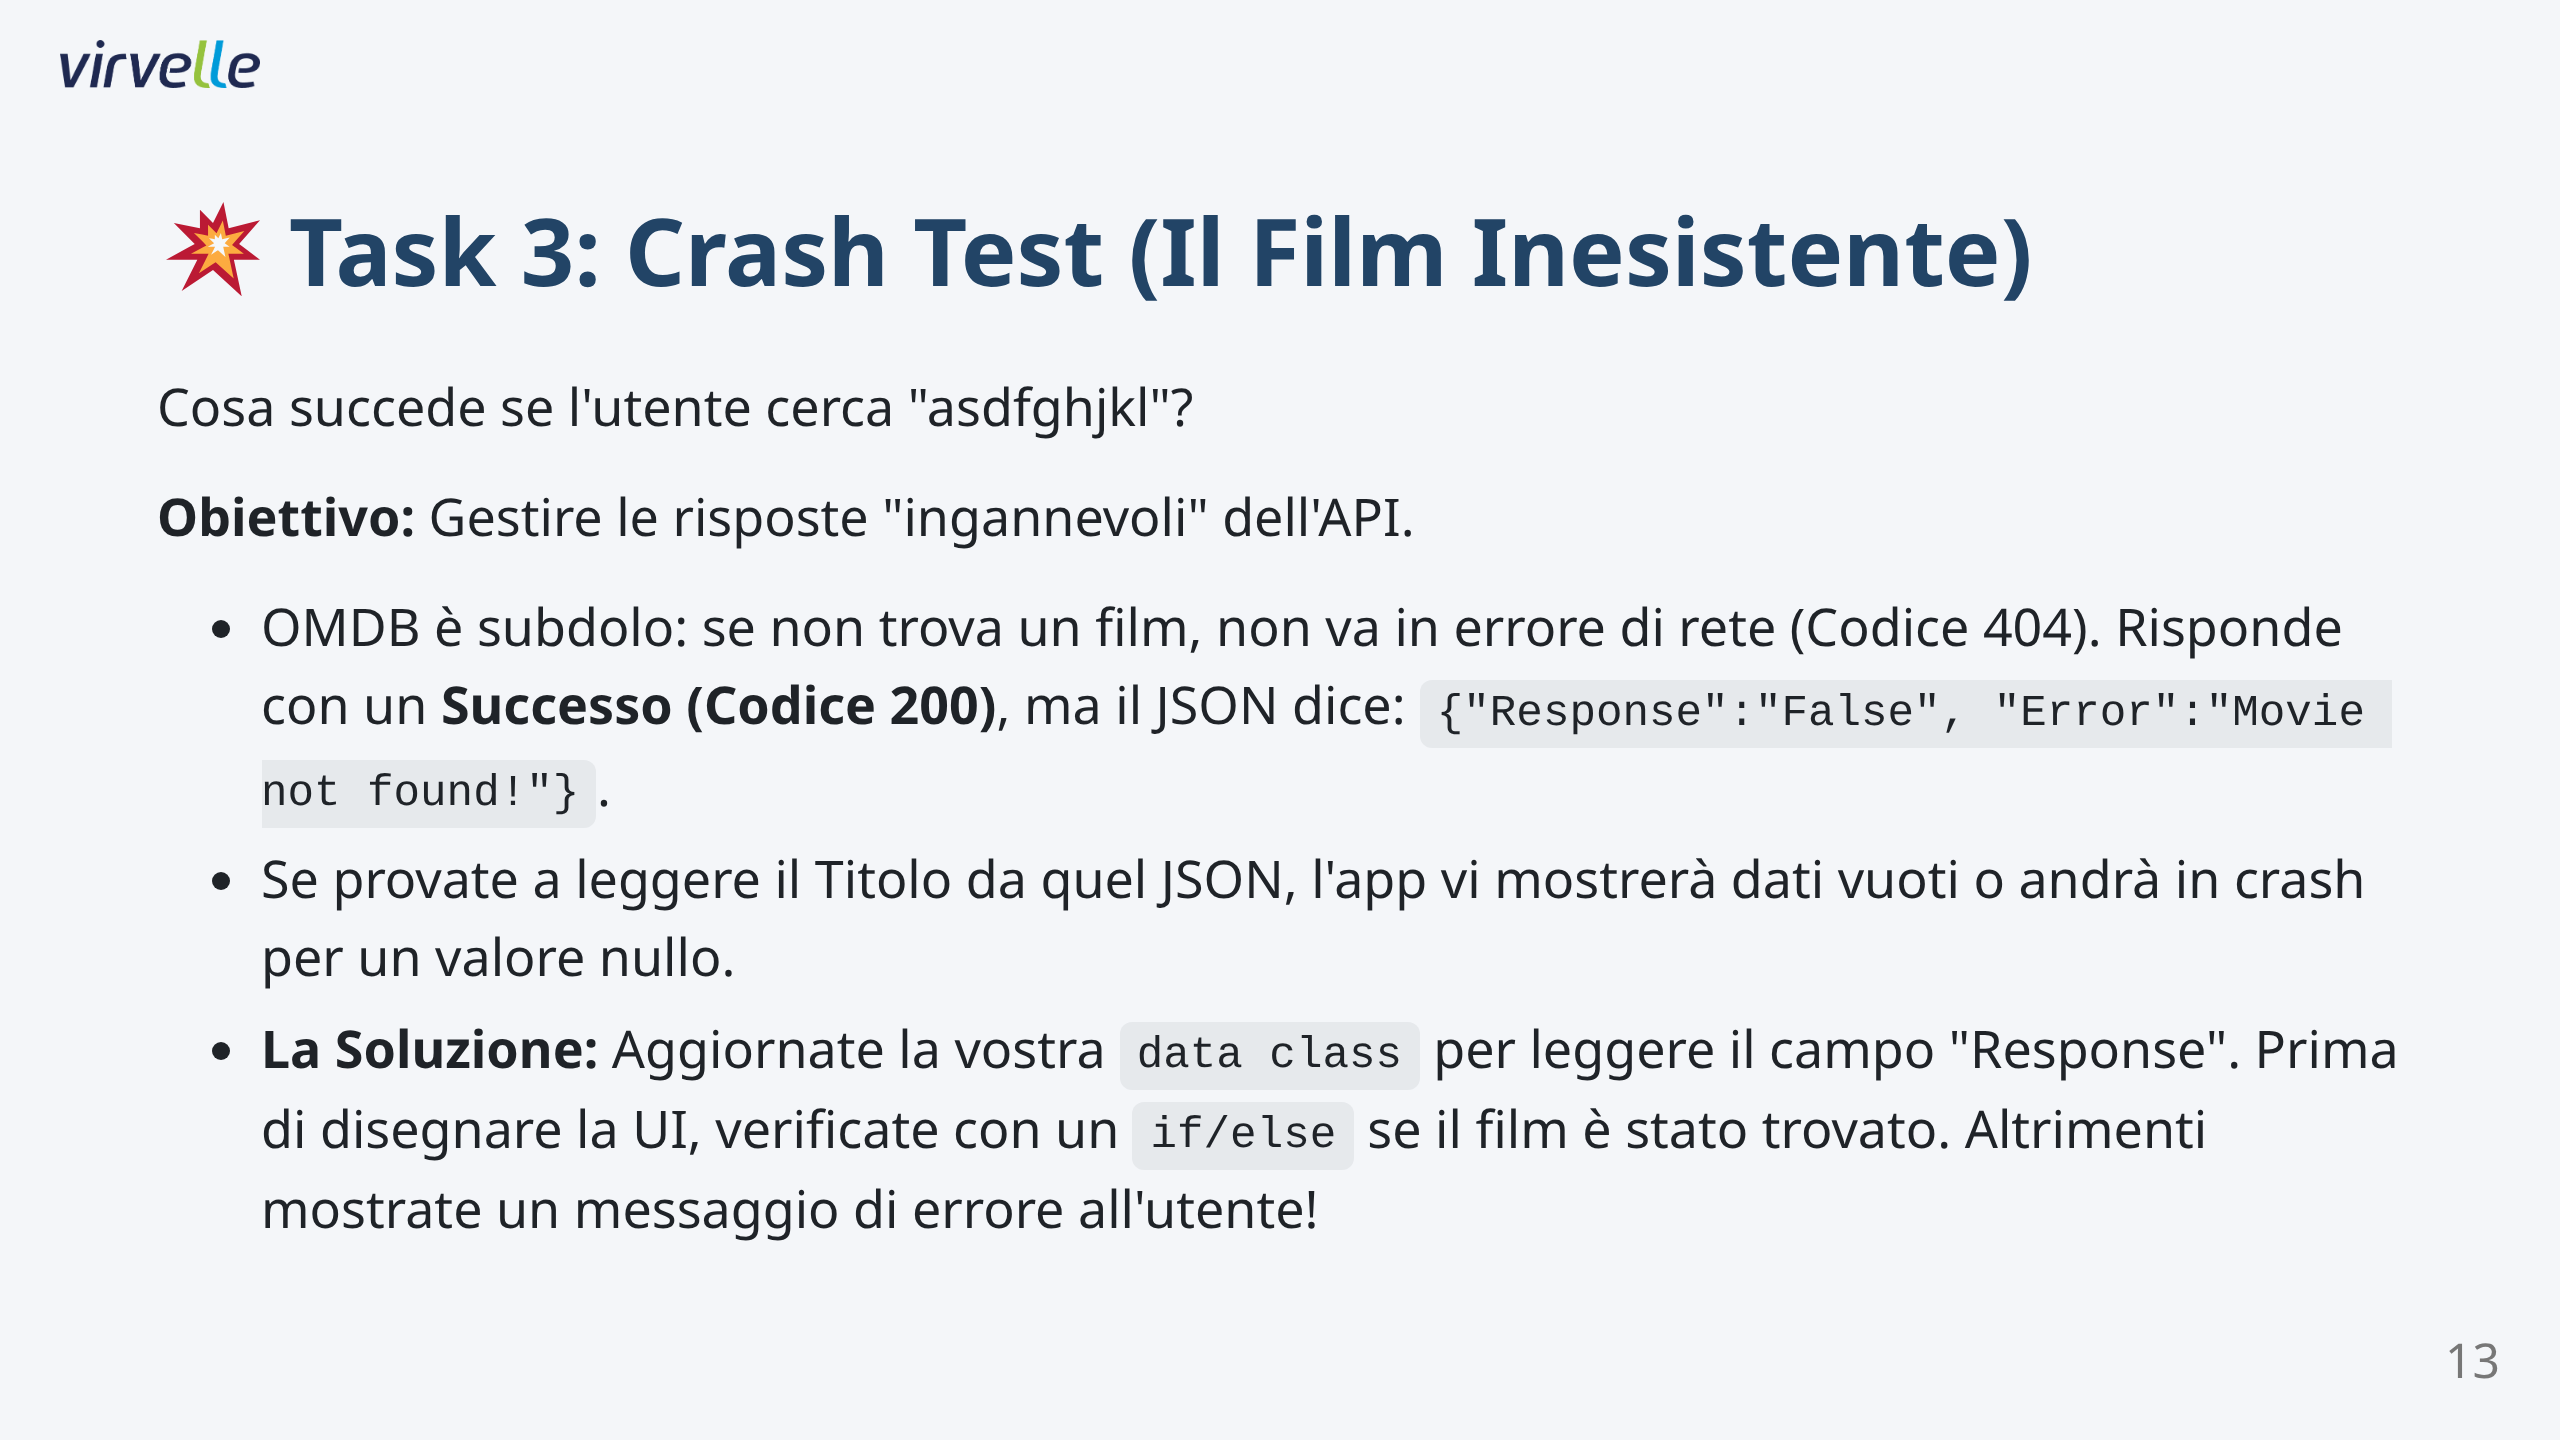 virvelle
💥 Task 3: Crash Test (Il Film Inesistente)
Cosa succede se l'utente cerca "asdfghjkl"?
Obiettivo: Gestire le risposte "ingannevoli" dell'API.
• OMDB è subdolo: se non trova un film, non va in errore di rete (Codice 404). Risponde
con un Successo (Codice 200), ma il JSON dice: {"Response":"False", "Error":"Movie
not found!"}.
• Se provate a leggere il Titolo da quel JSON, l'app vi mostrerà dati vuoti o andrà in crash
per un valore nullo.
• La Soluzione: Aggiornate la vostra data class per leggere il campo "Response". Prima
di disegnare la UI, verificate con un if/else se il film è stato trovato. Altrimenti
mostrate un messaggio di errore all'utente!
13